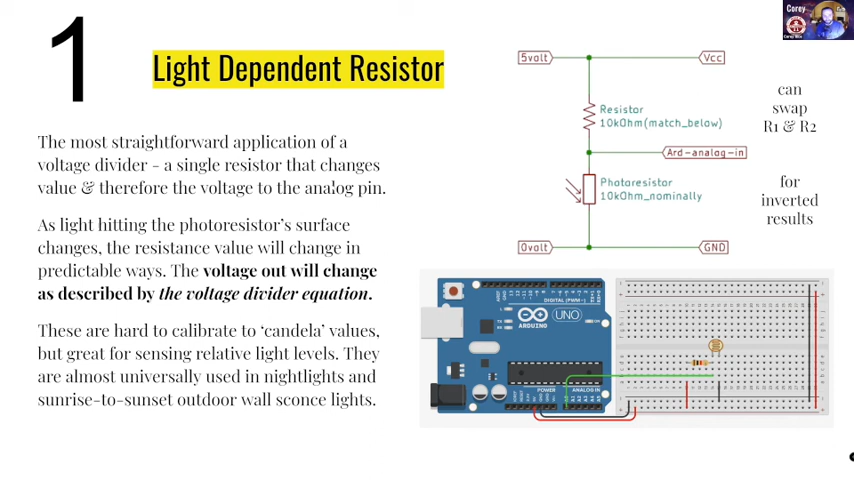 1
Light Dependent Resistor
The most straightforward application of a
voltage divider - a single resistor that changes
value & therefore the voltage to the analog pin.
As light hitting the photoresistor's surface
changes, the resistance value will change in
predictable ways. The voltage out will change
as described by the voltage divider equation.
These are hard to calibrate to 'candela' values,
but great for sensing relative light levels. They
are almost universally used in nightlights and
sunrise-to-sunset outdoor wall sconce lights.
5volt
Vcc
Resistor
10kOhm(match_below)
Ard-analog-in
Photoresistor
10kOhm_nominally
0volt
GND
can
swap
R1 & R2
for
inverted
results
DIGITAL (PWM~)
UNO
ARDUINO
POWER
ANALOG IN
Corey